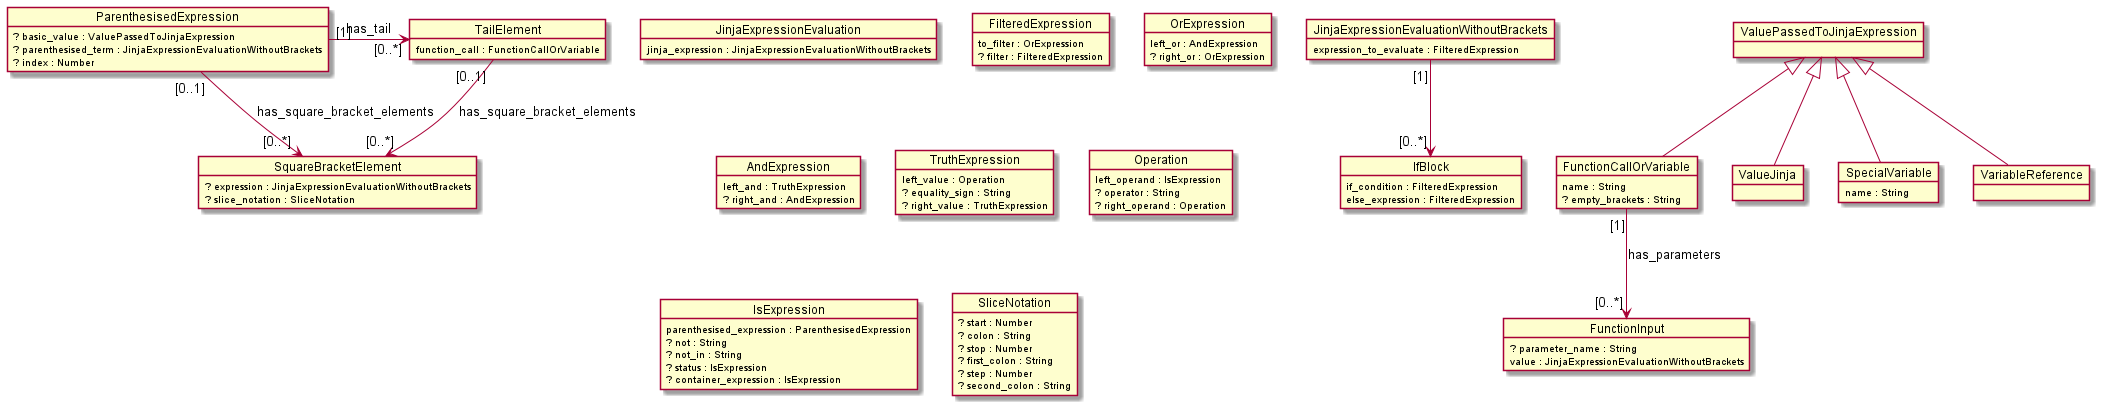 ParenthesisedExpression
? basic_value : ValuePassedToJinjaExpression
? parenthesised_term : JinjaExpressionEvaluationWithoutBrackets
? index : Number
[1]
has_tail
[0..*]
TailElement
function_call : FunctionCallOrVariable
JinjaExpressionEvaluation
jinja_expression : JinjaExpressionEvaluationWithoutBrackets
FilteredExpression
to_filter : OrExpression
? filter : FilteredExpression
OrExpression
left_or : AndExpression
? right_or : OrExpression
JinjaExpressionEvaluationWithoutBrackets
expression_to_evaluate : FilteredExpression
ValuePassedToJinjaExpression
[0..1]
has_square_bracket_elements
[0..*]
[0..1]
has_square_bracket_elements
[0..*]
[1]
[0..*]
SquareBracketElement
? expression : JinjaExpressionEvaluationWithoutBrackets
? slice_notation : SliceNotation
AndExpression
left_and : TruthExpression
? right_and : AndExpression
TruthExpression
left_value : Operation
? equality_sign : String
? right_value : TruthExpression
Operation
left_operand : IsExpression
? operator : String
? right_operand : Operation
IfBlock
if_condition : FilteredExpression
else_expression : FilteredExpression
FunctionCallOrVariable
name : String
? empty_brackets : String
ValueJinja
SpecialVariable
name : String
VariableReference
[1]
has_parameters
[0..*]
IsExpression
parenthesised_expression : ParenthesisedExpression
? not : String
? not_in : String
? status : IsExpression
? container_expression : IsExpression
SliceNotation
? start : Number
? colon : String
? stop : Number
? first_colon : String
? step : Number
? second_colon : String
FunctionInput
? parameter_name : String
value : JinjaExpressionEvaluationWithoutBrackets